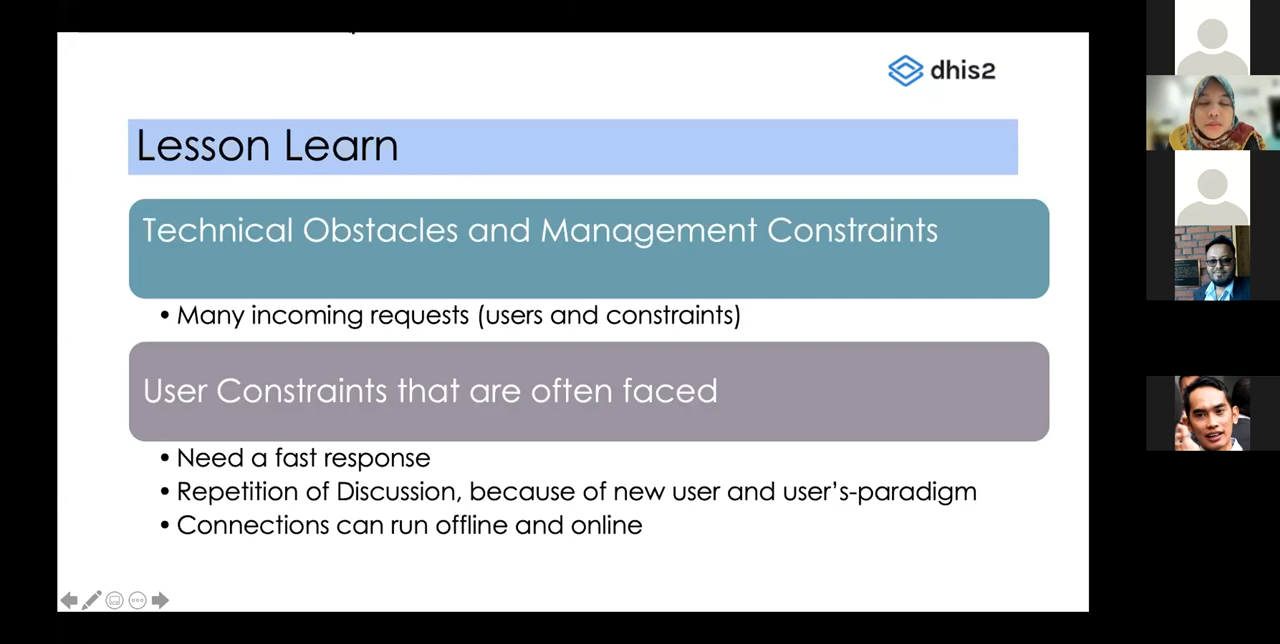 dhis2
Lesson Learn
Technical Obstacles and Management Constraints
• Many incoming requests (users and constraints)
User Constraints that are often faced
• Need a fast response
• Repetition of Discussion, because of new user and user's-paradigm
• Connections can run offline and online